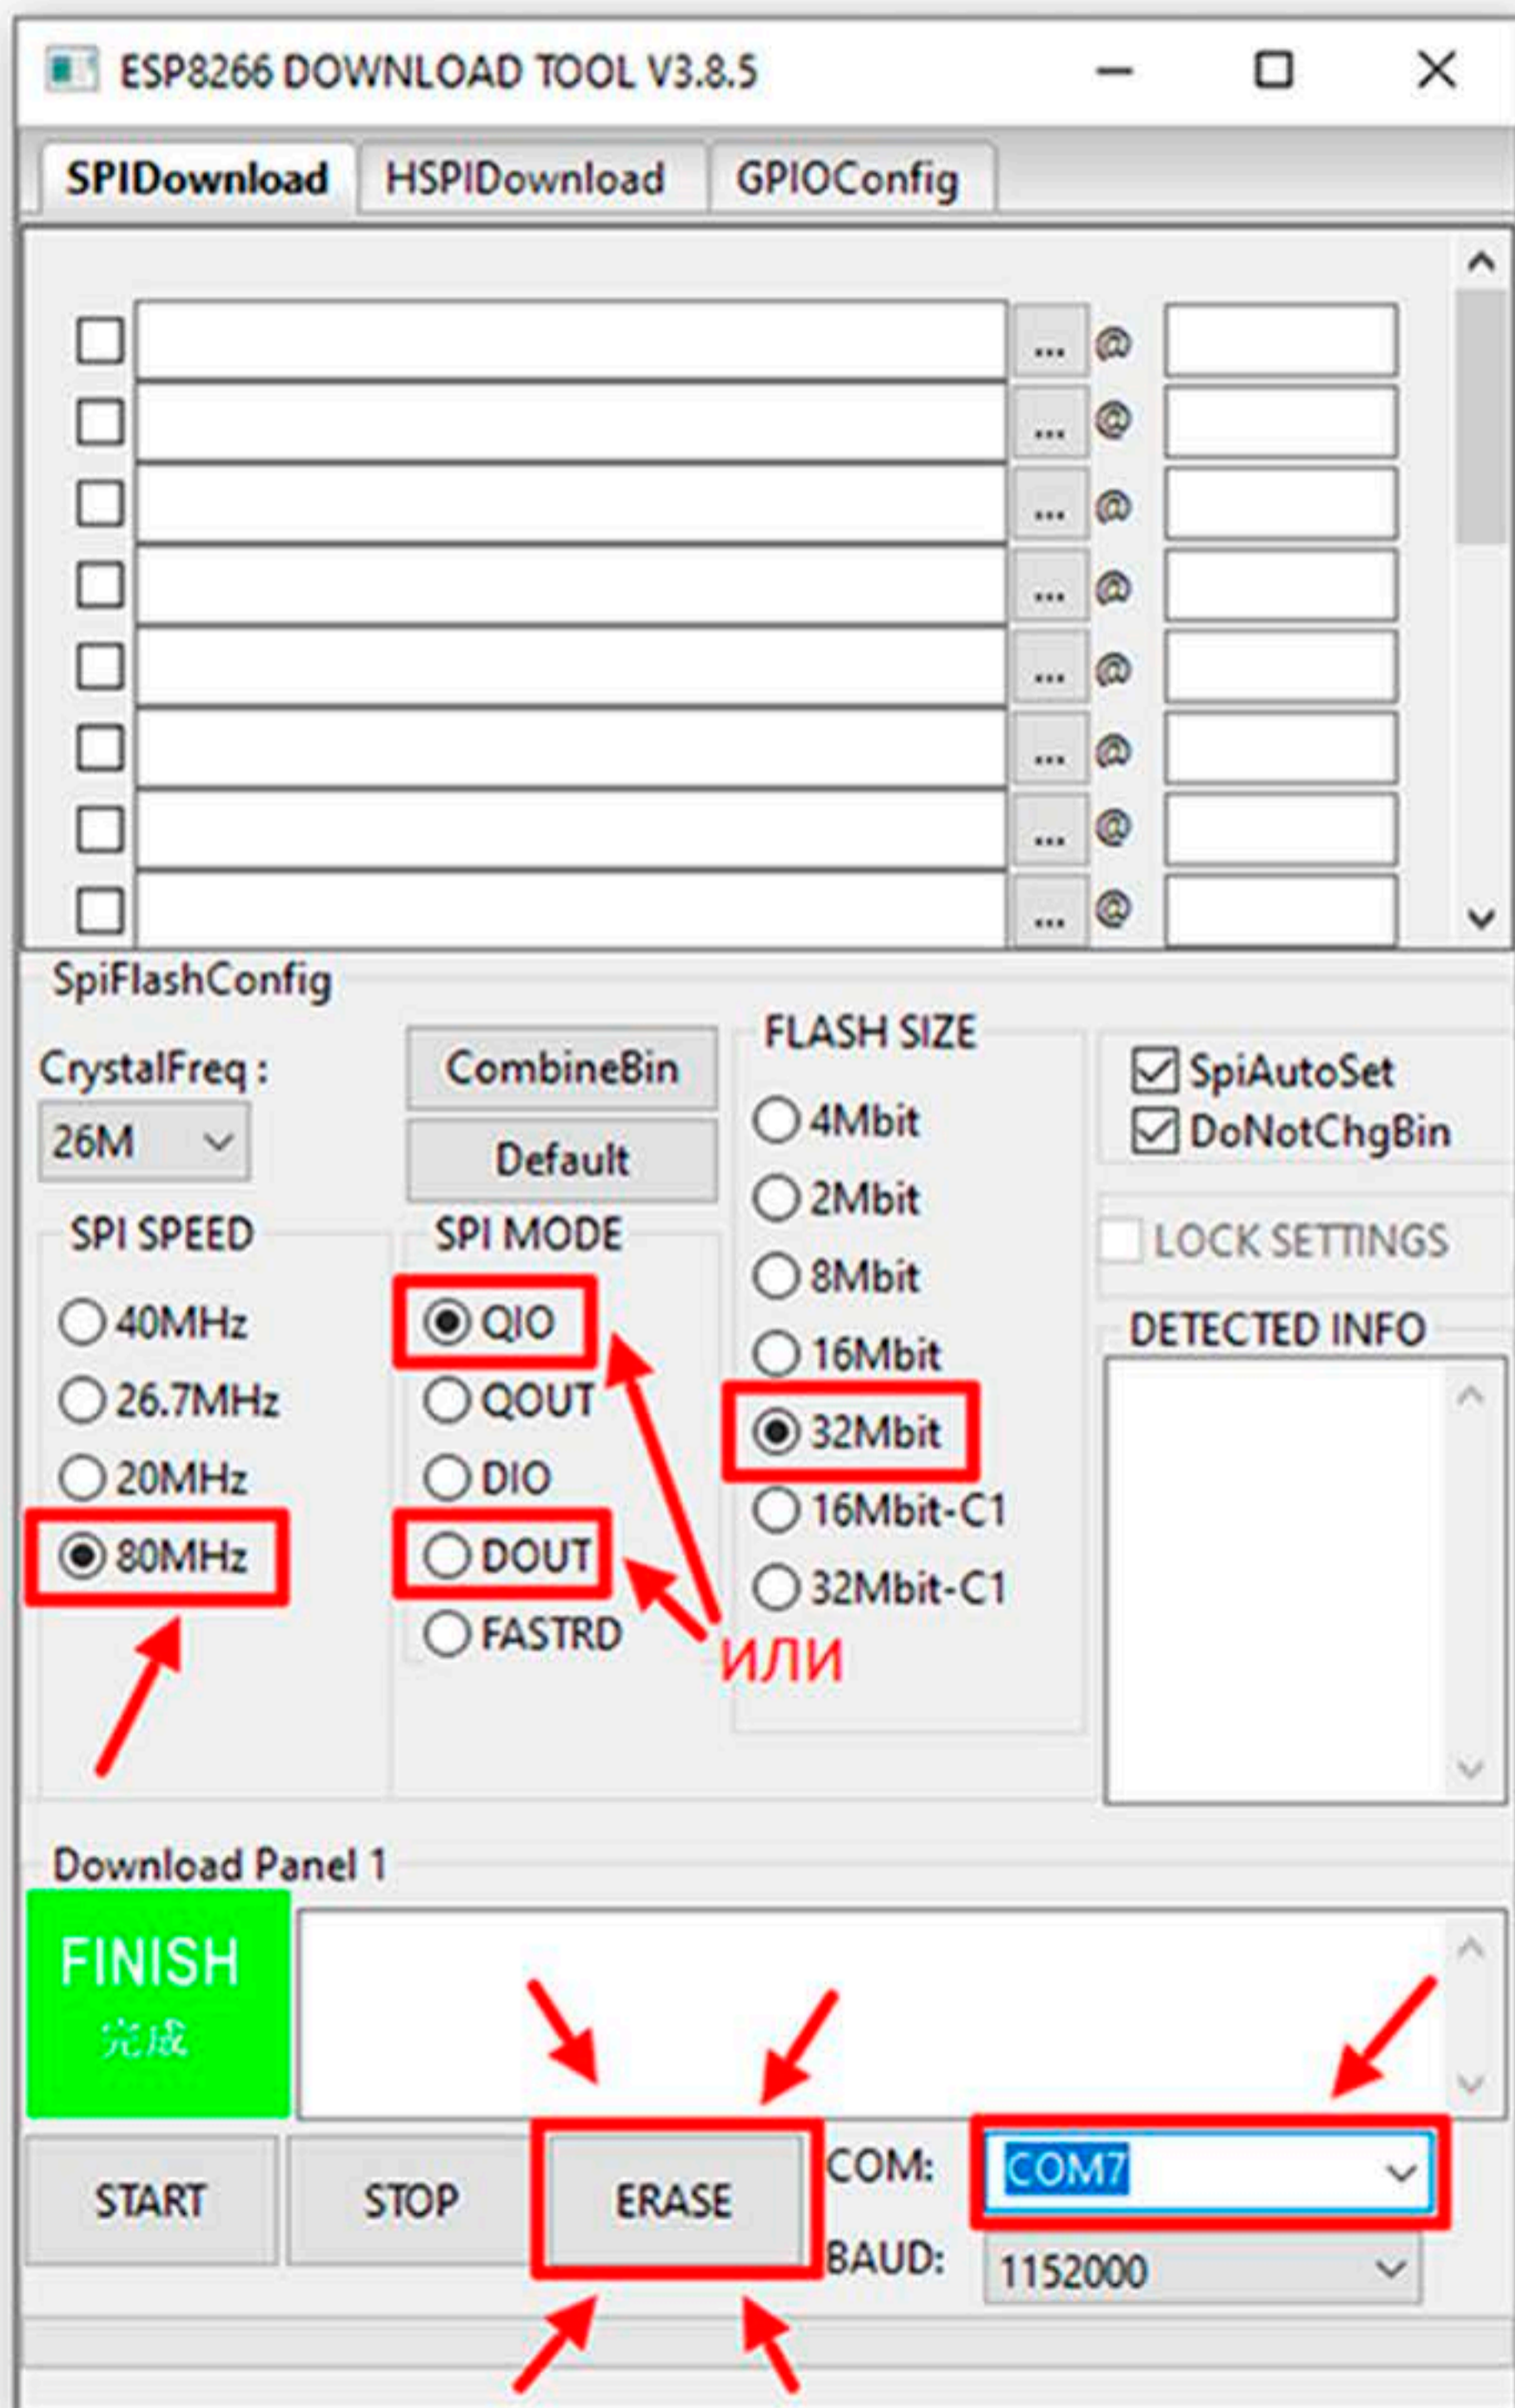 ESP8266 DOWNLOAD TOOL V3.8.5
SPIDownload HSPIDownload GPIOConfig
... @
... @
... @
... @
... @
... @
... @
... @
SpiFlashConfig
CrystalFreq :
26M
CombineBin
Default
SPI SPEED
40MHz
26.7MHz
20MHz
80MHz
SPI MODE
QIO
QOUT
DIO
DOUT
FASTRD
ИЛИ
FLASH SIZE
4Mbit
2Mbit
8Mbit
16Mbit
32Mbit
16Mbit-C1
32Mbit-C1
SpiAutoSet
DoNotChgBin
LOCK SETTINGS
DETECTED INFO
Download Panel 1
FINISH
完成
START STOP ERASE
COM: COM7
BAUD: 1152000